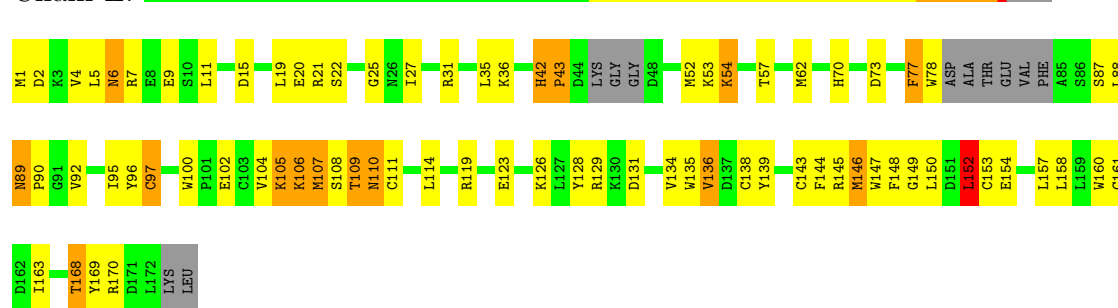 M1 D2 K3 V4 L5 N6 R7 E8 E9 S10 L11 D15 L19 E20 R21 S22 G25 N26 I27 R31 L35 K36 H42 P43 D44 LYS GLY GLY D48 M52 K53 K54 T57 M62 H70 D73 F77 W78 ASP ALA THR GLU VAL PHE A85 S86 S87
N89 P90 G91 V92 I95 Y96 C97 W100 P101 E102 C103 V104 K105 K106 M107 S108 T109 N110 C111 L114 R119 E123 K126 L127 Y128 R129 K130 D131 V134 W135 V136 D137 C138 Y139 C143 F144 R145 M146 W147 F148 G149 L150 D151 L152 C153 E154 L157 L158 L159 W160
D162 I163 T168 Y169 R170 D171 L172 LYS LEU